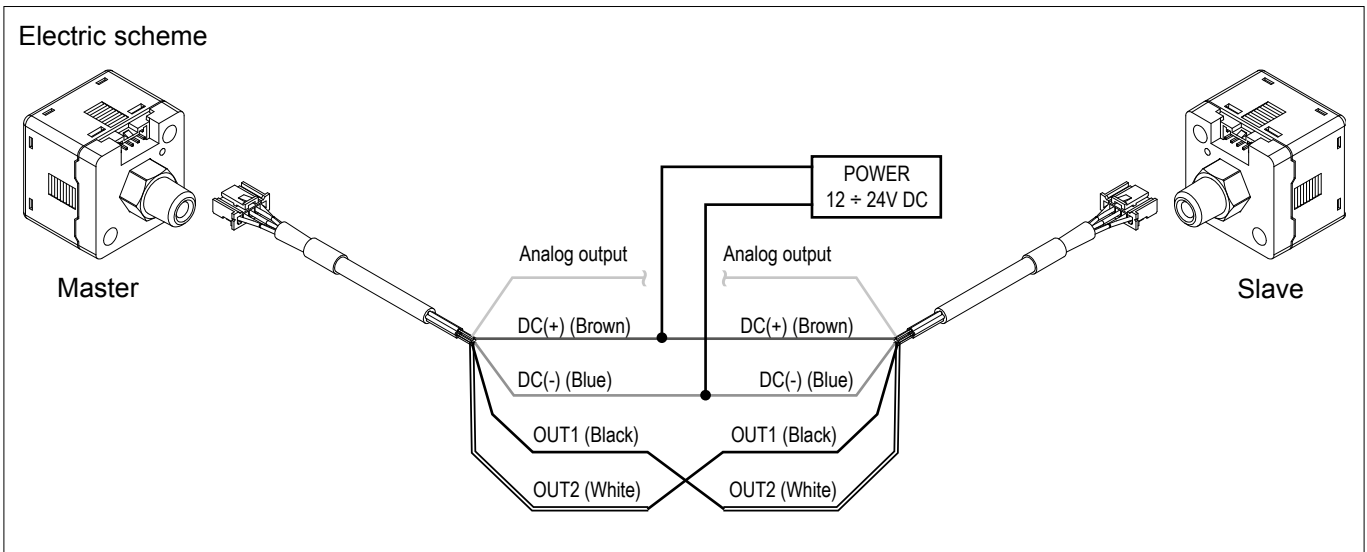 Electric scheme
POWER
12 ÷ 24V DC
Analog output
Analog output
Master
Slave
DC(+) (Brown)
DC(+) (Brown)
DC(-) (Blue)
DC(-) (Blue)
OUT1 (Black)
OUT1 (Black)
OUT2 (White)
OUT2 (White)